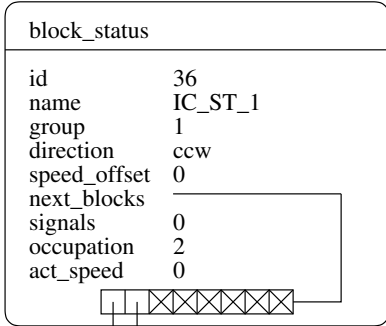 block_status
id 36
name IC_ST_1
group 1
direction ccw
speed_offset 0
next_blocks
signals 0
occupation 2
act_speed 0